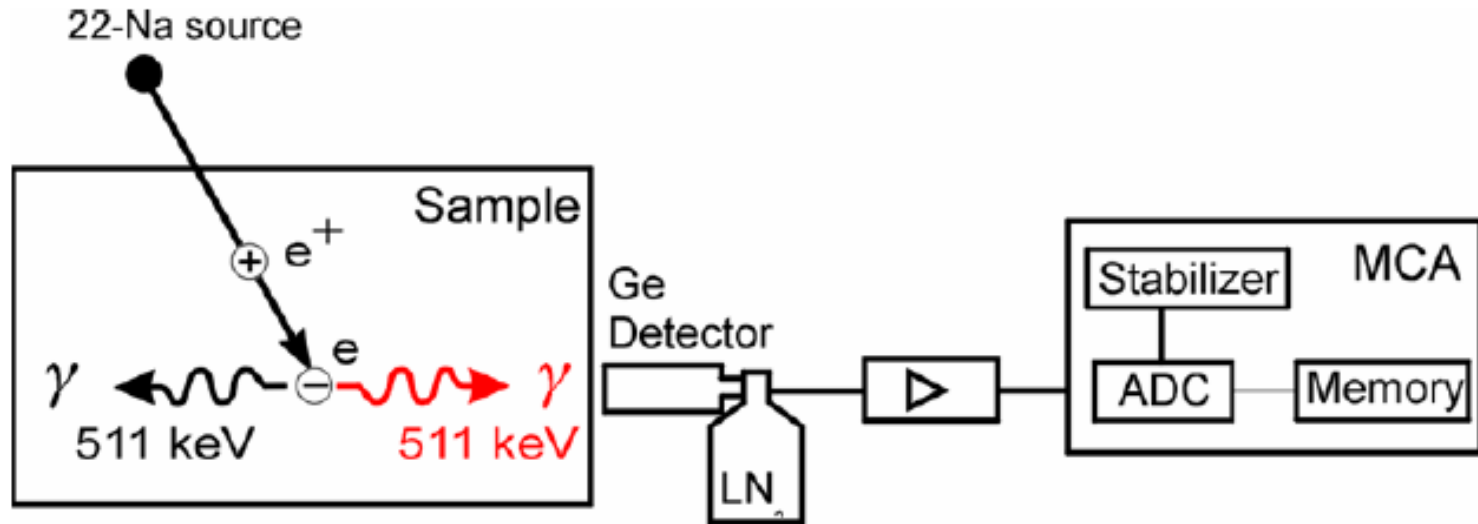 22-Na source
Sample
e+
e
γ
γ
511 keV
511 keV
Ge
Detector
LN₂
MCA
Stabilizer
ADC
Memory